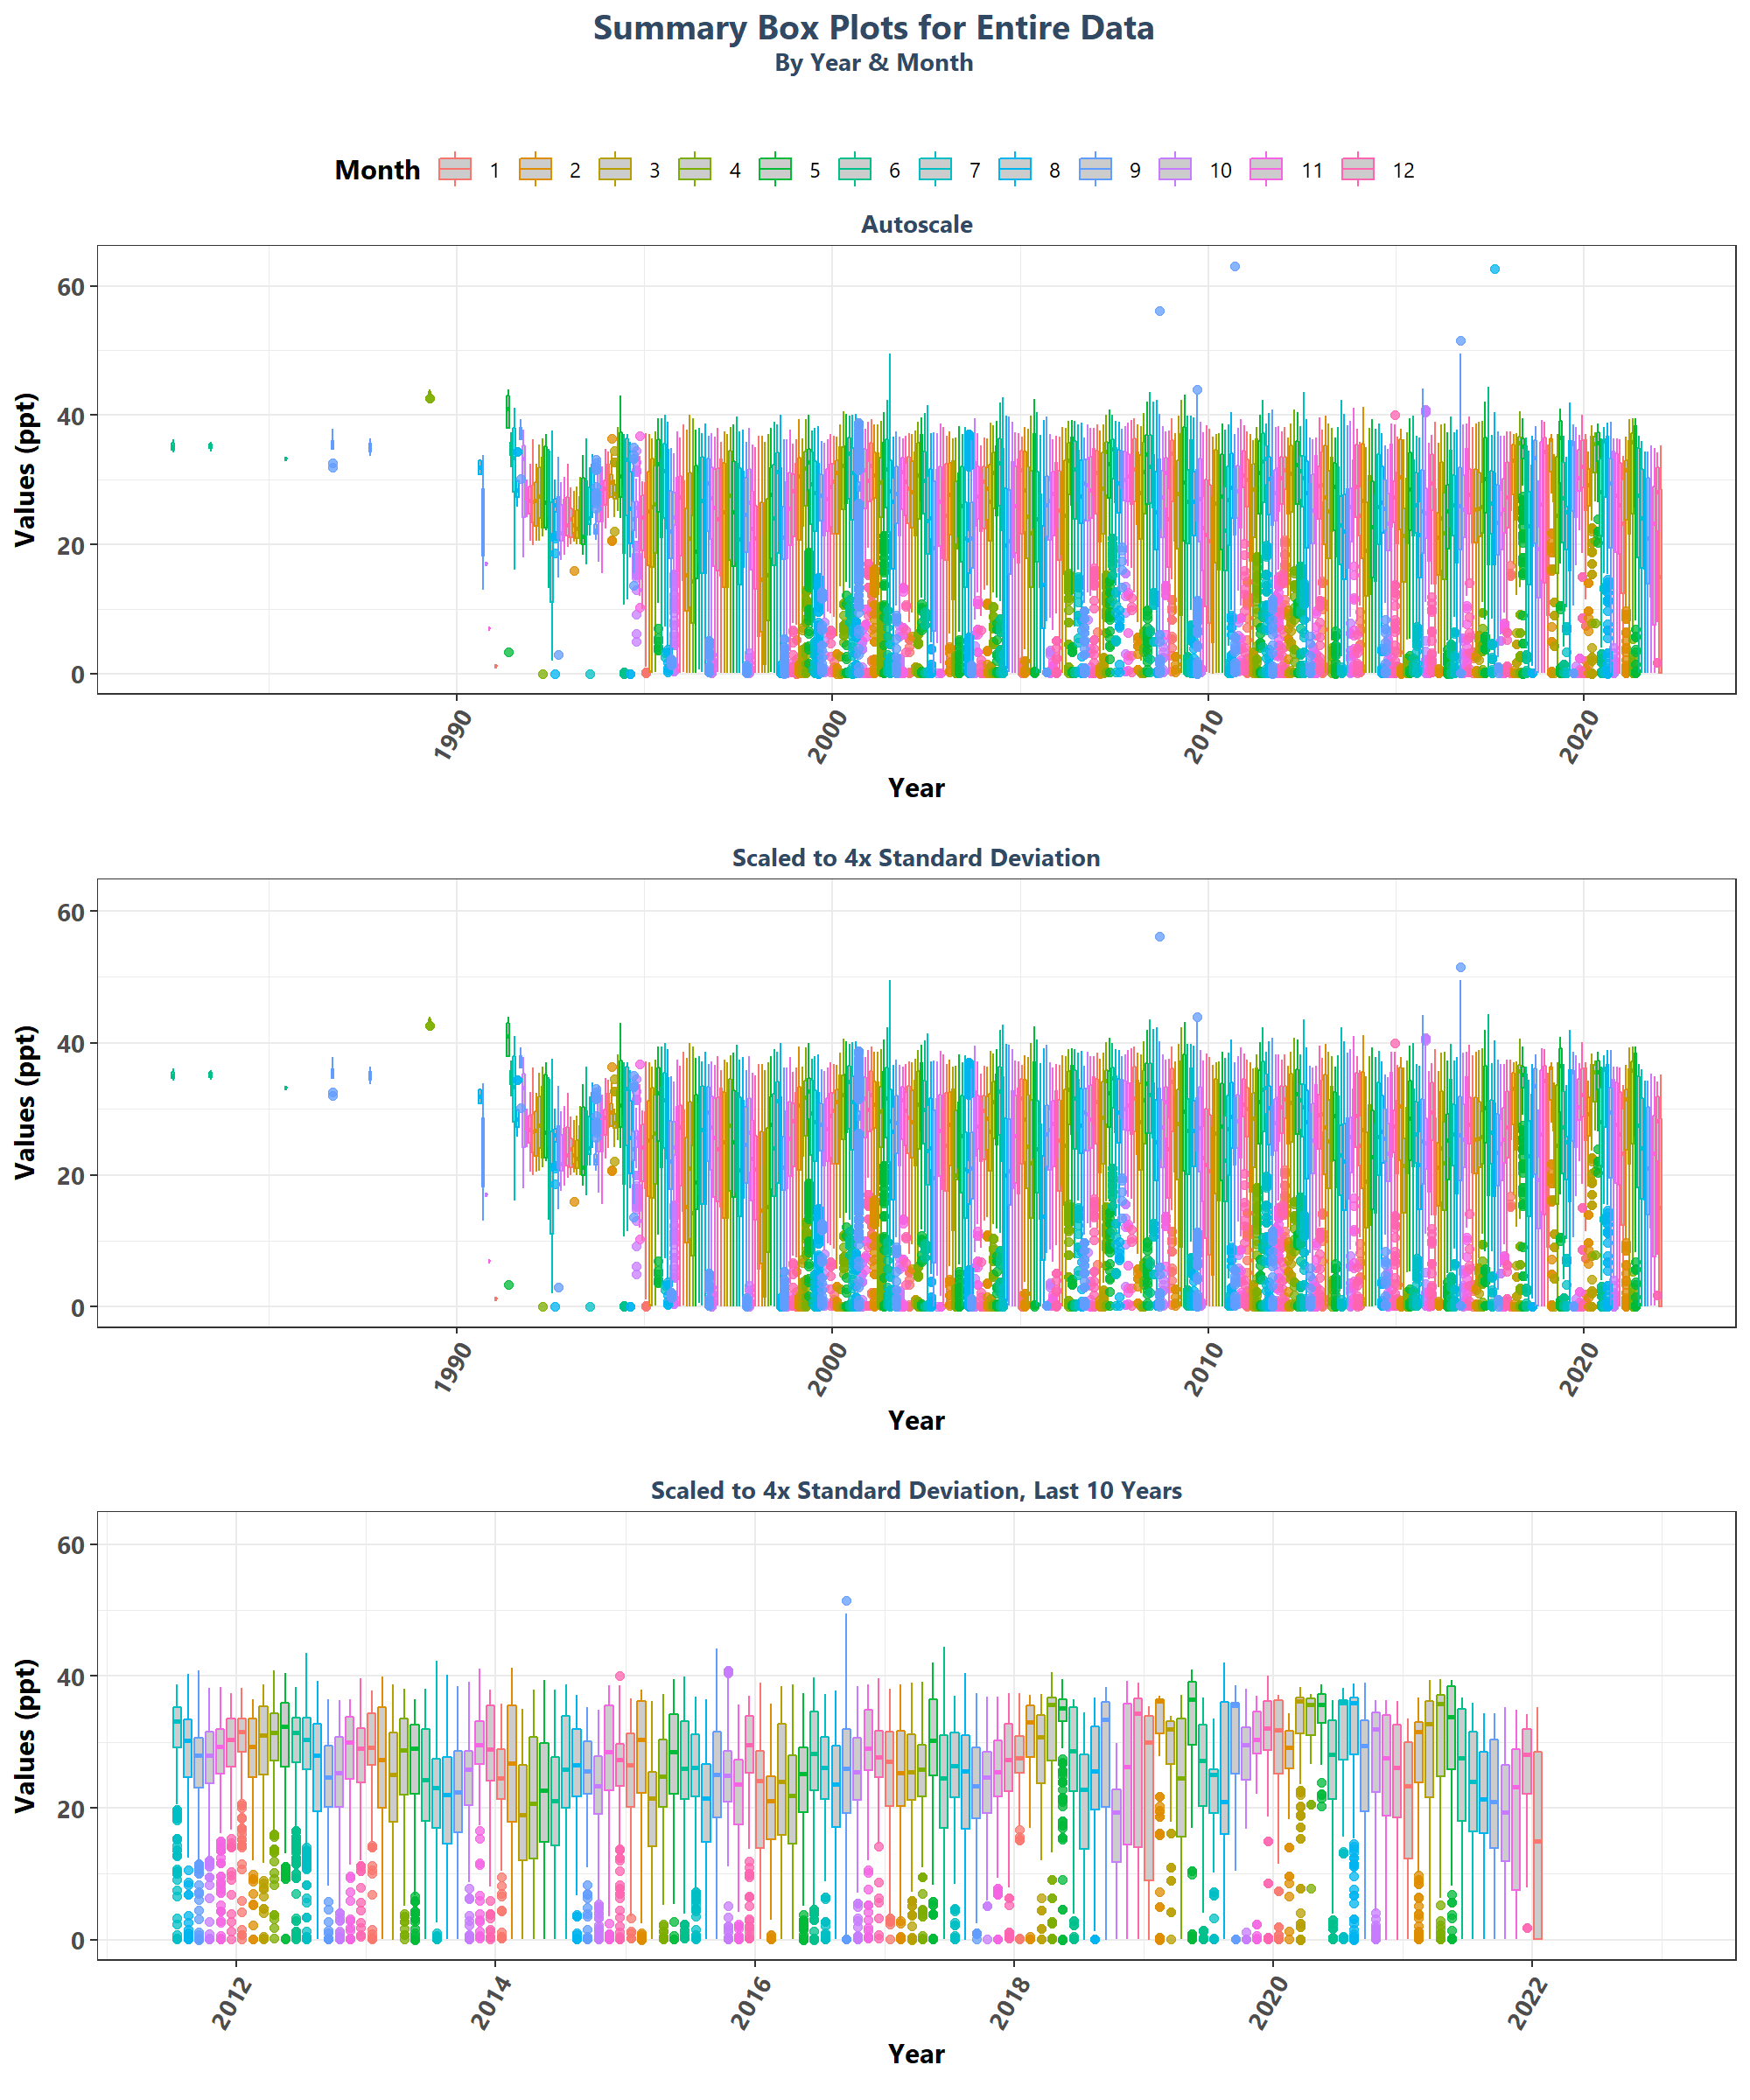 Summary Box Plots for Entire Data
By Year & Month
Month 1 2 3 4 5 6 7 8 9 10 11 12
Autoscale
Values (ppt)
60
40
20
0
1990 2000 2010 2020
Year
Scaled to 4x Standard Deviation
Values (ppt)
60
40
20
0
1990 2000 2010 2020
Year
Scaled to 4x Standard Deviation, Last 10 Years
Values (ppt)
60
40
20
0
2012 2014 2016 2018 2020 2022
Year